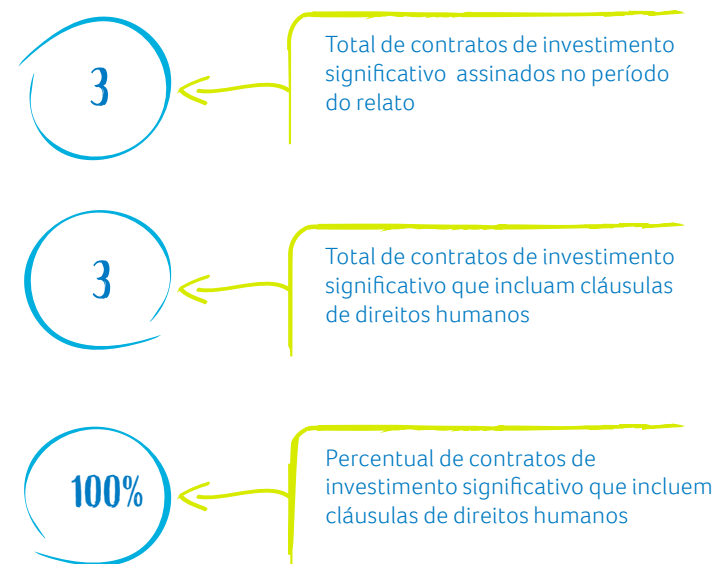 3
Total de contratos de investimento
significativo assinados no período
do relato
3
Total de contratos de investimento
significativo que incluam cláusulas
de direitos humanos
100%
Percentual de contratos de
investimento significativo que incluem
cláusulas de direitos humanos